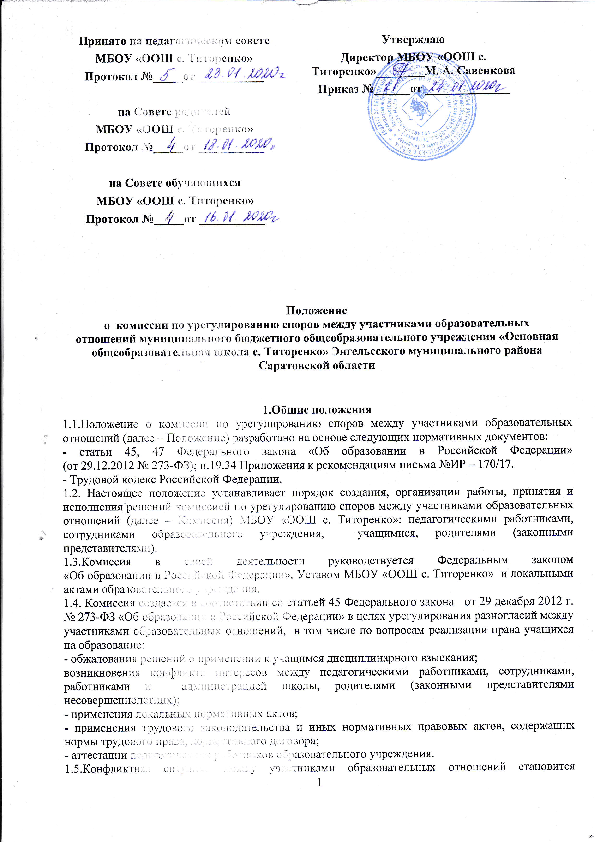 Принято на педагогическом совете
МБОУ «ООШ с. Титоренко»
Протокол № 5 от 23.01 2020г
на Совете родителей
МБОУ «ООШ с. Титоренко»
Протокол № 4 от 18.01 2020г
на Совете обучающихся
МБОУ «ООШ с. Титоренко»
Протокол № 4 от 16.01 2020г
Утверждаю
Директор МБОУ «ООШ с.
Титоренко» М. А. Савенкова
Приказ № 21 от 24.01.2020г
Положение
о комиссии по урегулированию споров между участниками образовательных
отношений муниципального бюджетного общеобразовательного учреждения «Основная
общеобразовательная школа с. Титоренко» Энгельсского муниципального района
Саратовской области
1.Общие положения
1.1.Положение о комиссии по урегулированию споров между участниками образовательных
отношений (далее – Положение) разработано на основе следующих нормативных документов:
- статьи 45, 47 Федерального закона «Об образовании в Российской Федерации»
(от 29.12.2012 № 273-ФЗ); п.19.34 Приложения к рекомендациям письма №ИР – 170/17.
- Трудовой кодекс Российской Федерации.
1.2. Настоящее положение устанавливает порядок создания, организации работы, принятия и
исполнения решений комиссией по урегулированию споров между участниками образовательных
отношений (далее – Комиссия) МБОУ «ООШ с. Титоренко»: педагогическими работниками,
сотрудниками образовательного учреждения, учащимися, родителями (законными
представителями).
1.3.Комиссия в своей деятельности руководствуется Федеральным законом
«Об образовании в Российской Федерации», Уставом МБОУ «ООШ с. Титоренко» и локальными
актами образовательного учреждения.
1.4. Комиссия создается в соответствии со статьей 45 Федерального закона от 29 декабря 2012 г.
№ 273-ФЗ «Об образовании в Российской Федерации» в целях урегулирования разногласий между
участниками образовательных отношений, в том числе по вопросам реализации права учащихся
на образование:
- обжалования решений о применении к учащимся дисциплинарного взыскания;
возникновения конфликта интересов между педагогическими работниками, сотрудниками,
работниками и администрацией школы, родителями (законными представителями
несовершеннолетних);
- применения локальных нормативных актов;
- применения трудового законодательства и иных нормативных правовых актов, содержащих
нормы трудового права, договора;
- аттестации образовательного учреждения.
1.5.Конфликтная ситуация между участниками образовательных отношений становится
1